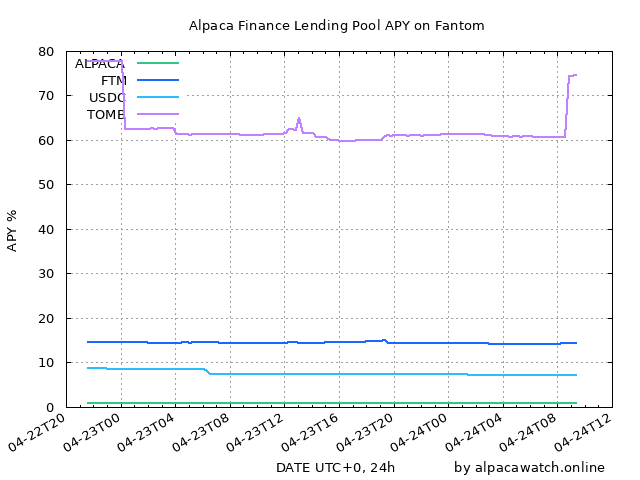 Alpaca Finance Lending Pool APY on Fantom
APY %
80
70
60
50
40
30
20
10
0
ALPACA
FTM
USDC
TOMB
04-22T20
04-23T00
04-23T04
04-23T08
04-23T12
04-23T16
04-23T20
04-24T00
04-24T04
04-24T08
04-24T12
DATE UTC+0, 24h
by alpacawatch.online